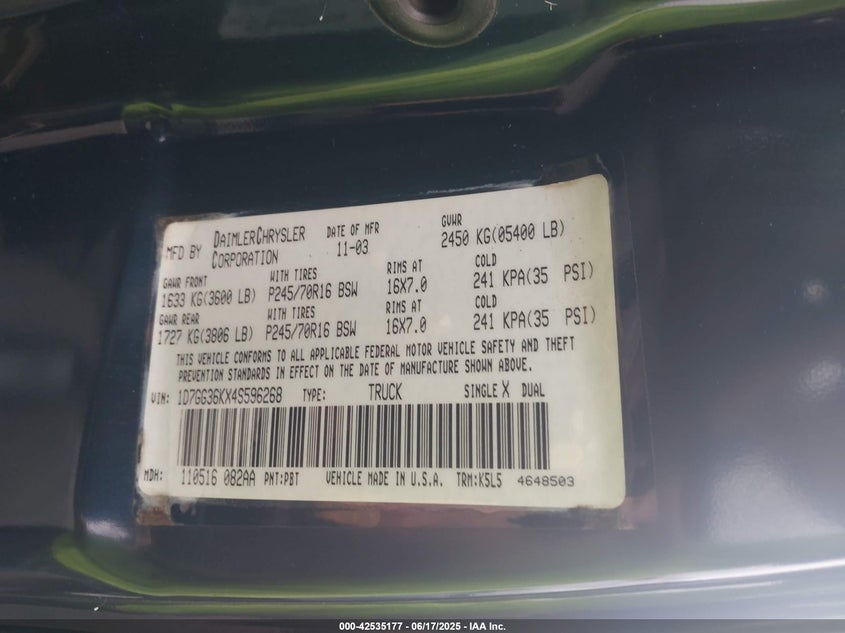 MFD BY DAIMLERCHRYSLER CORPORATION DATE OF MFR 11-03 GVWR 2450 KG(05400 LB)
GAWR FRONT WITH TIRES RIMS AT COLD
1633 KG(3600 LB) P245/70R16 BSW 16X7.0 241 KPA(35 PSI)
GAWR REAR WITH TIRES RIMS AT COLD
1727 KG(3806 LB) P245/70R16 BSW 16X7.0 241 KPA(35 PSI)
THIS VEHICLE CONFORMS TO ALL APPLICABLE FEDERAL MOTOR VEHICLE SAFETY AND THEFT
PREVENTION STANDARDS IN EFFECT ON THE DATE OF MANUFACTURE SHOWN ABOVE.
VIN: 1D7GG36KX4S596268 TYPE: TRUCK SINGLE X DUAL
MDH: 110516 082AA PNT:PBT VEHICLE MADE IN U.S.A. TRM:K5L5 4648503
000-42535177 - 06/17/2025 - IAA Inc.